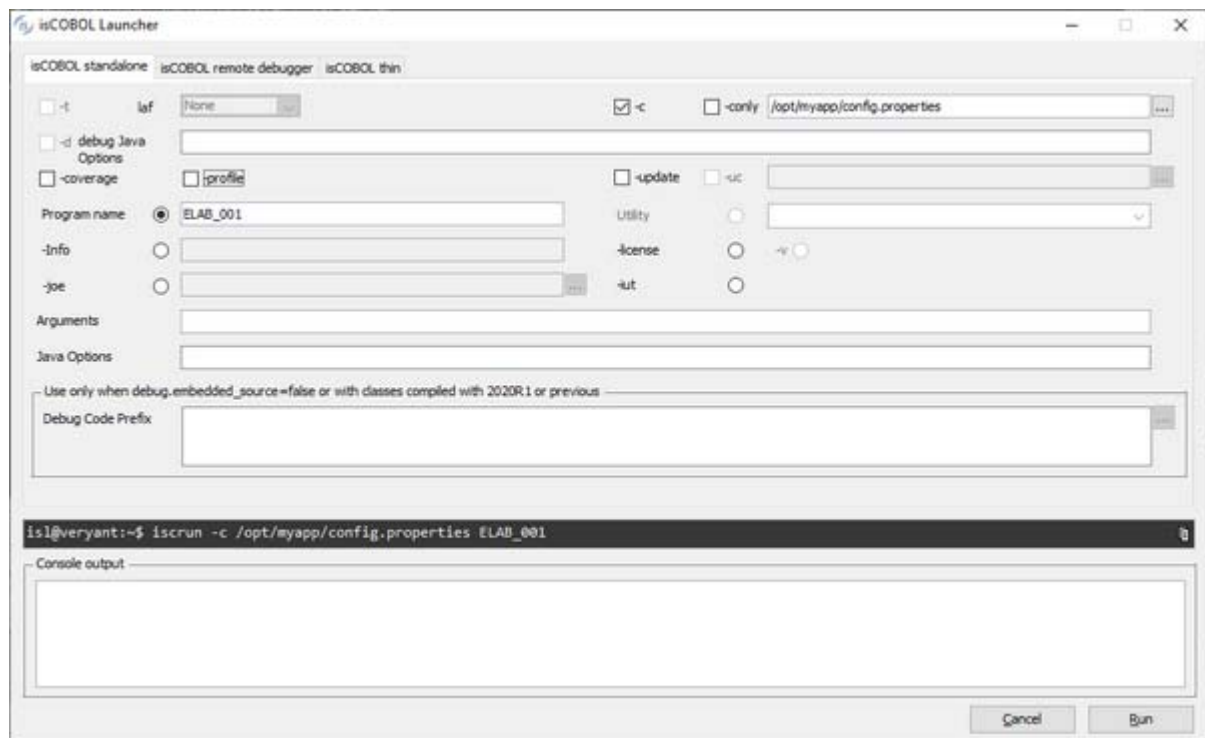 isCOBOL Launcher
isCOBOL standalone isCOBOL remote debugger isCOBOL thin
-t laf None -c -conly /opt/myapp/config.properties ...
-d debug Java
Options
-coverage -profile -update -uc ...
Program name ELAB_001 Utility
-Info -license -v
-joe ... -iut
Arguments
Java Options
Use only when debug.embedded_source=false or with classes compiled with 2020R1 or previous
Debug Code Prefix ...
isl@veryant:~$ iscrun -c /opt/myapp/config.properties ELAB_001
Console output
Cancel Run